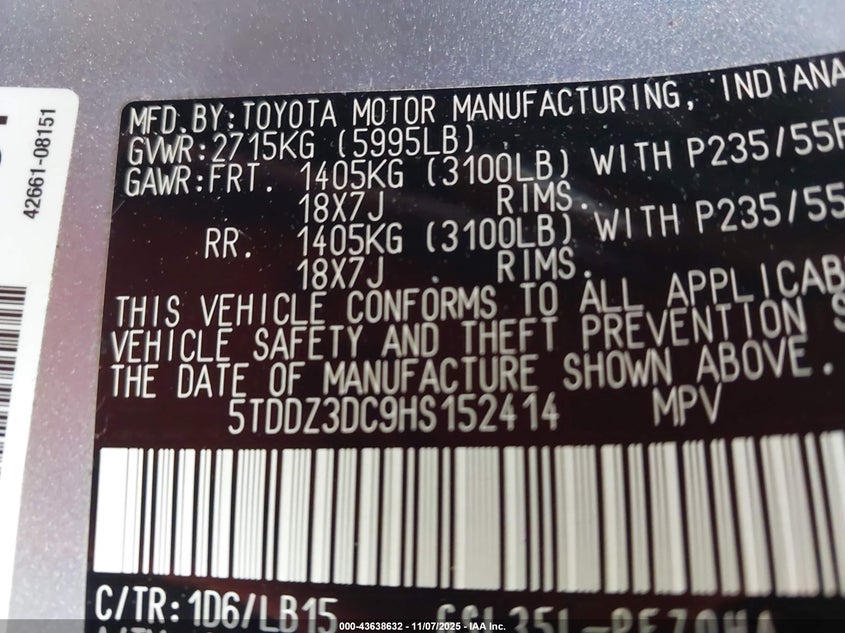 42661-08151
MFD.BY:TOYOTA MOTOR MANUFACTURING, INDIANA
GVWR:2715KG (5995LB)
GAWR:FRT. 1405KG (3100LB) WITH P235/55R
18X7J RIMS.
RR. 1405KG (3100LB) WITH P235/55
18X7J RIMS.
THIS VEHICLE CONFORMS TO ALL APPLICAB
VEHICLE SAFETY AND THEFT PREVENTION S
THE DATE OF MANUFACTURE SHOWN ABOVE.
5TDDZ3DC9HS152414 MPV
C/TR:1D6/LB15
000 -- 43638632 -- 11/07/2025 -- IAA Inc.